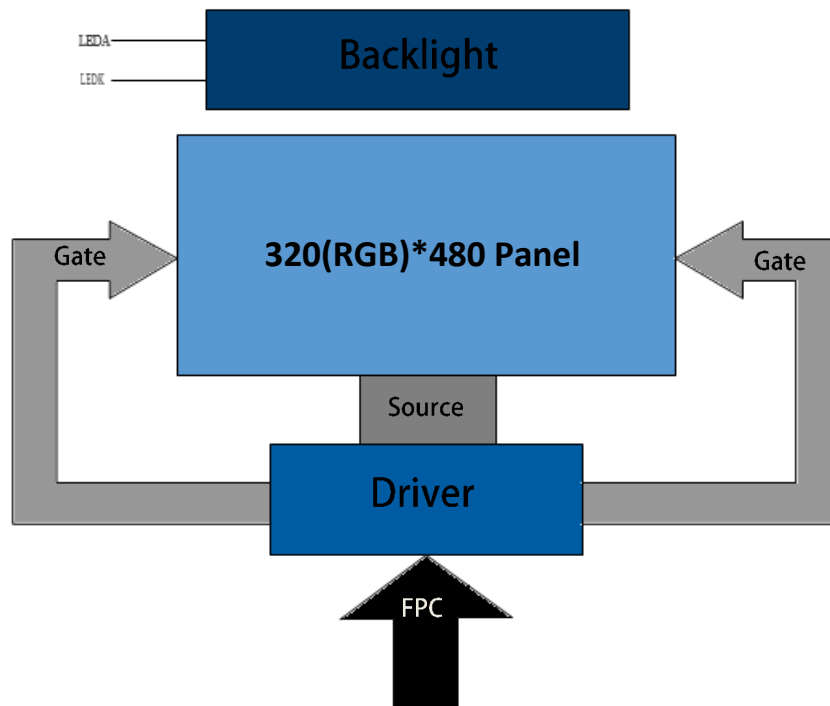 LEDA
Backlight
LEDK
320(RGB)*480 Panel
Gate
Gate
Source
Driver
FPC